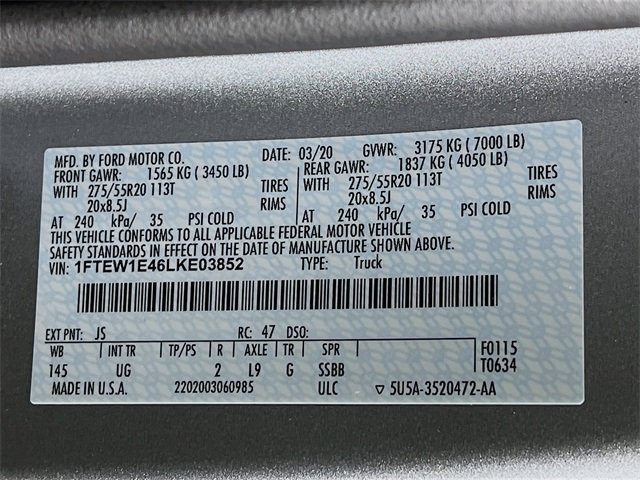 MFD. BY FORD MOTOR CO. DATE: 03/20 GVWR: 3175 KG ( 7000 LB)
FRONT GAWR: 1565 KG ( 3450 LB) REAR GAWR: 1837 KG ( 4050 LB)
WITH 275/55R20 113T TIRES WITH 275/55R20 113T TIRES
20x8.5J RIMS 20x8.5J RIMS
AT 240 kPa/ 35 PSI COLD AT 240 kPa/ 35 PSI COLD
THIS VEHICLE CONFORMS TO ALL APPLICABLE FEDERAL MOTOR VEHICLE
SAFETY STANDARDS IN EFFECT ON THE DATE OF MANUFACTURE SHOWN ABOVE.
VIN: 1FTEW1E46LKE03852 TYPE: Truck
EXT PNT: JS RC: 47 DSO:
WB INT TR TP/PS R AXLE TR SPR F0115
145 UG 2 L9 G SSBB T0634
MADE IN U.S.A. 2202003060985 ULC ▽ 5U5A-3520472-AA